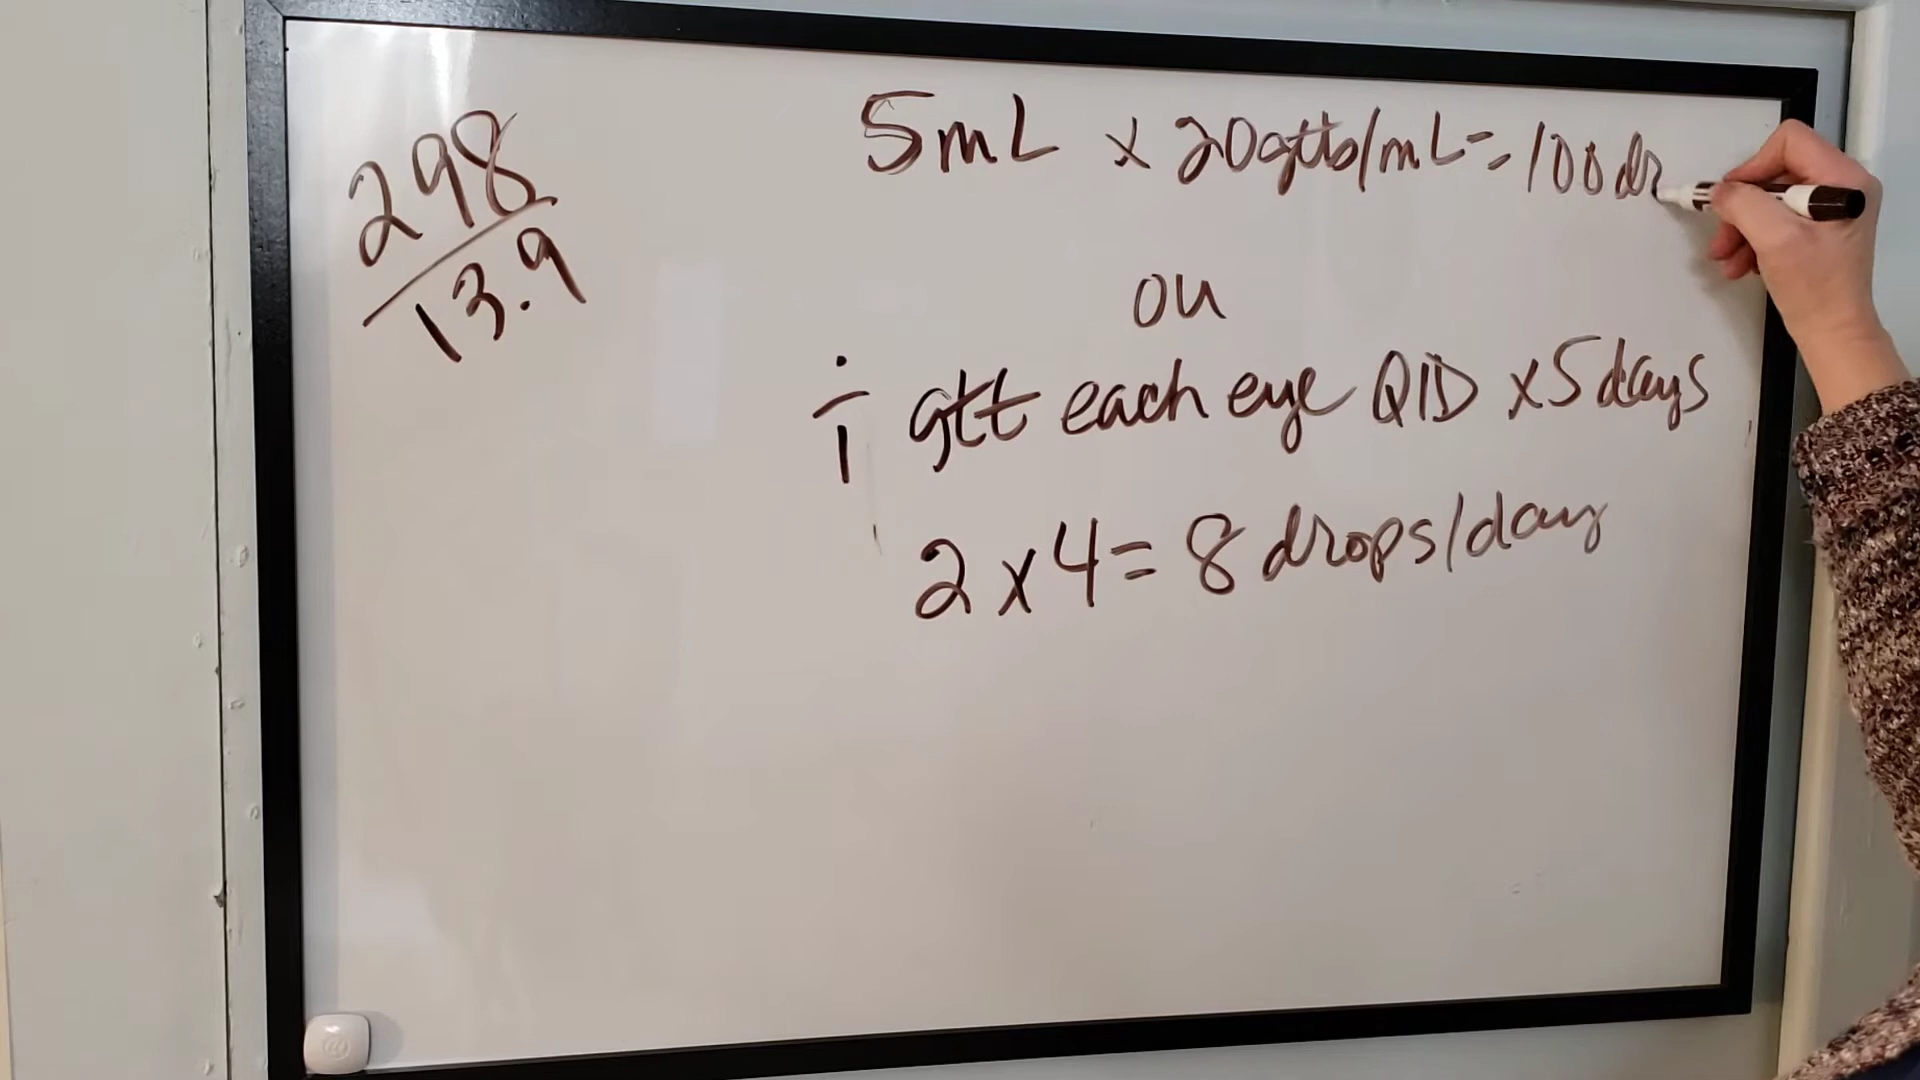 298
13.9
5mL x 20gtts/mL = 100 dr
ou
i gtt each eye QID x5 days
2 x 4 = 8 drops/day